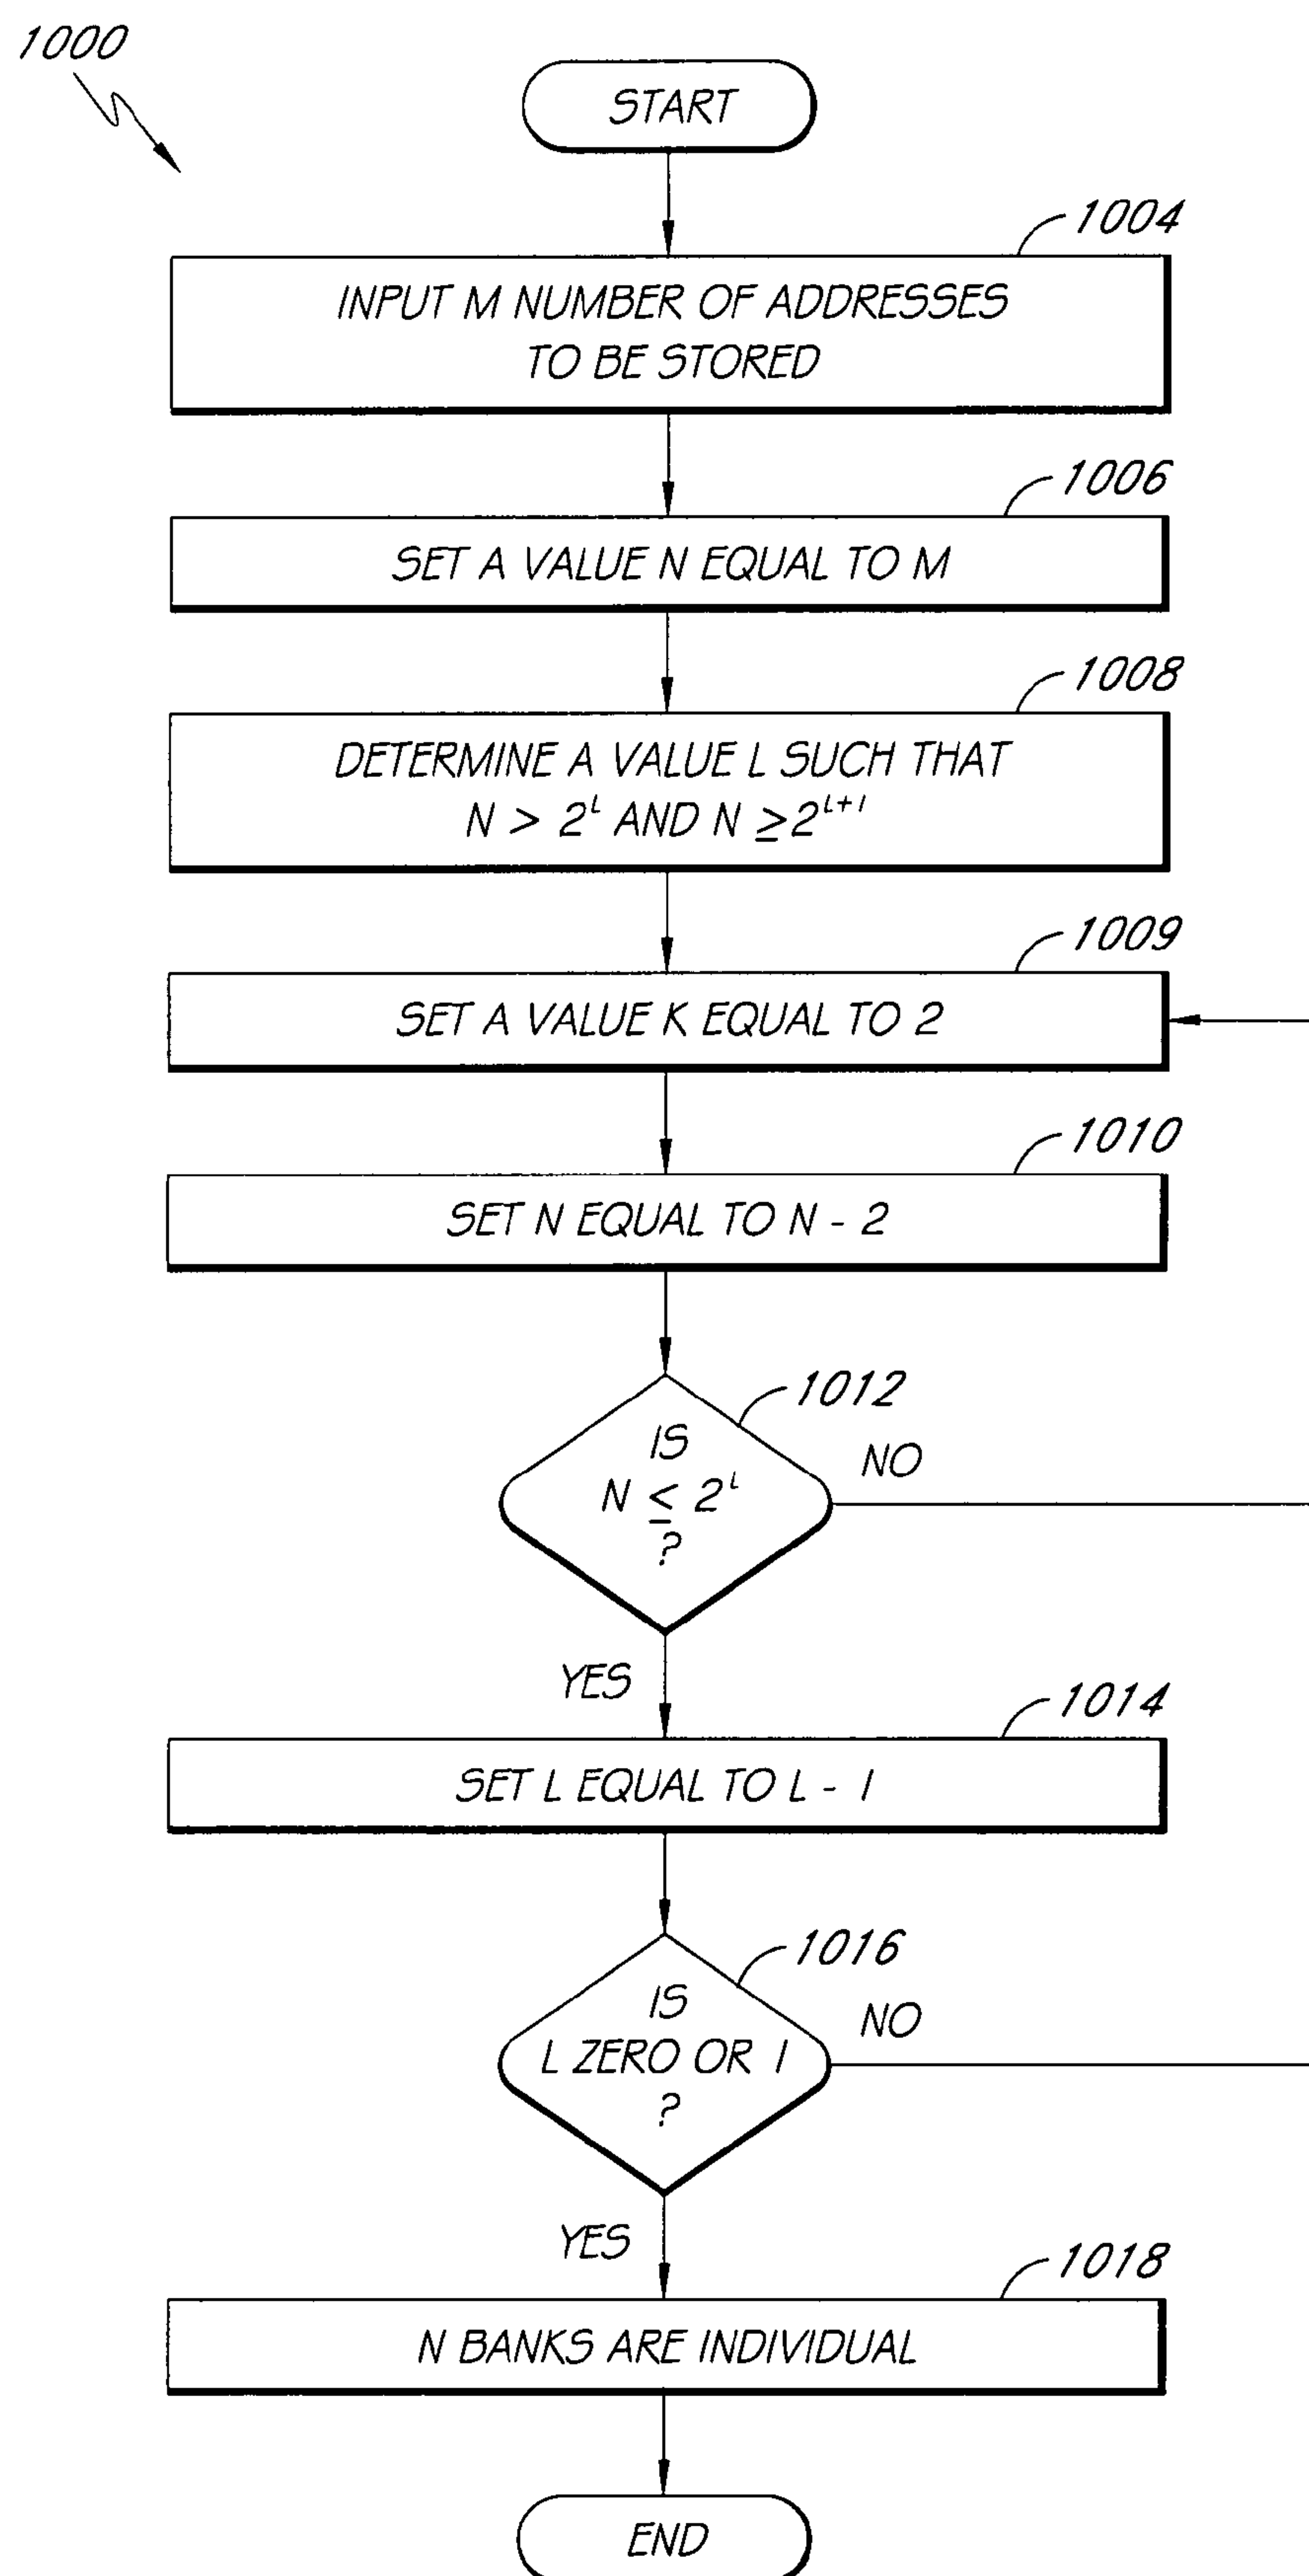 1000
START
1004
INPUT M NUMBER OF ADDRESSES
TO BE STORED
1006
SET A VALUE N EQUAL TO M
1008
DETERMINE A VALUE L SUCH THAT
N > 2^L AND N ≥ 2^L+1
1009
SET A VALUE K EQUAL TO 2
1010
SET N EQUAL TO N - 2
1012
IS
N ≤ 2^L
?
NO
YES
1014
SET L EQUAL TO L - 1
1016
IS
L ZERO OR 1
?
NO
YES
1018
N BANKS ARE INDIVIDUAL
END